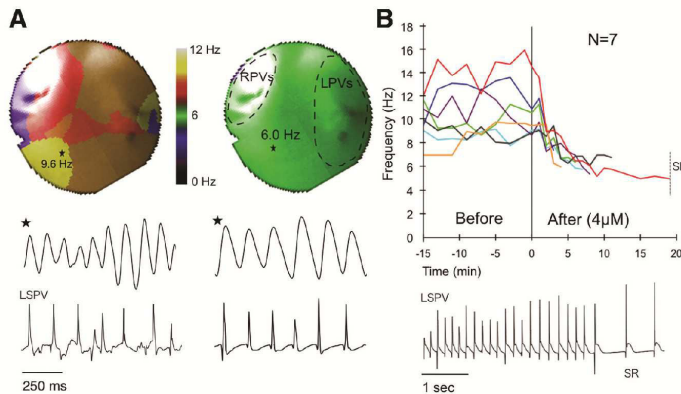 A
12 Hz
6
0 Hz
9.6 Hz
RPVs
LPVs
6.0 Hz
LSPV
250 ms
B
N=7
Frequency (Hz)
18
16
14
12
10
8
6
4
2
0
Before
After (4µM)
-15
-10
-5
0
5
10
15
20
Time (min)
LSPV
SR
1 sec